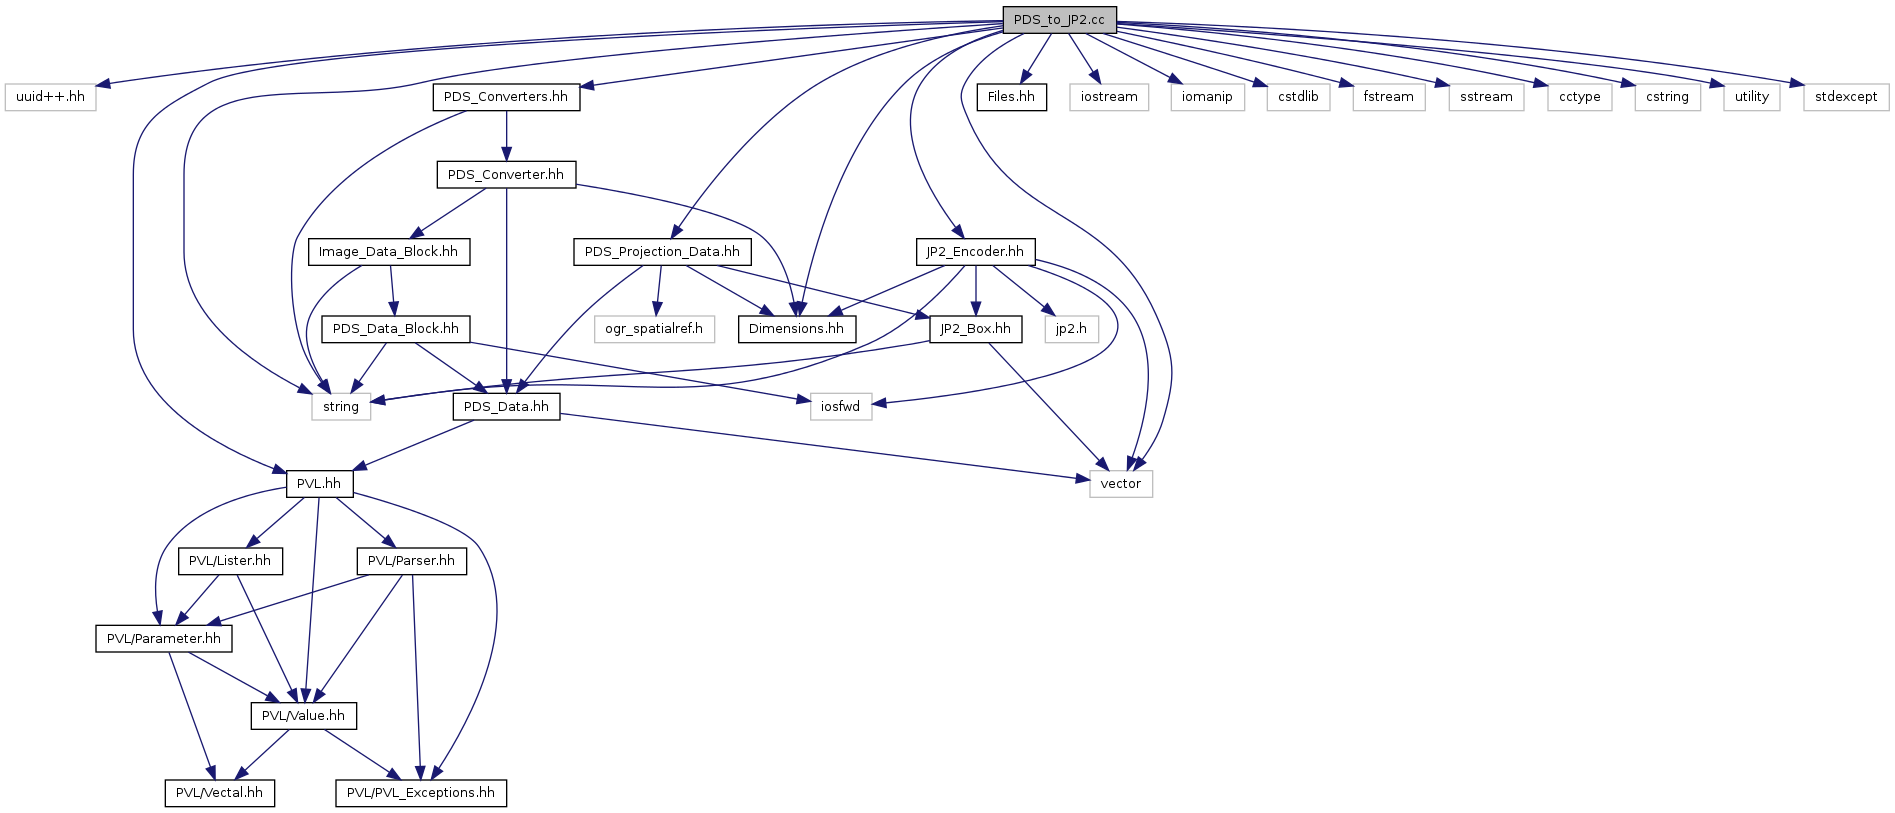 PDS_to_JP2.cc
uuid++.hh
PDS_Converters.hh
Files.hh
iostream
iomanip
cstdlib
fstream
sstream
cctype
cstring
utility
stdexcept
PDS_Converter.hh
Image_Data_Block.hh
PDS_Projection_Data.hh
JP2_Encoder.hh
PDS_Data_Block.hh
ogr_spatialref.h
Dimensions.hh
JP2_Box.hh
jp2.h
string
PDS_Data.hh
iosfwd
PVL.hh
vector
PVL/Lister.hh
PVL/Parser.hh
PVL/Parameter.hh
PVL/Value.hh
PVL/Vectal.hh
PVL/PVL_Exceptions.hh